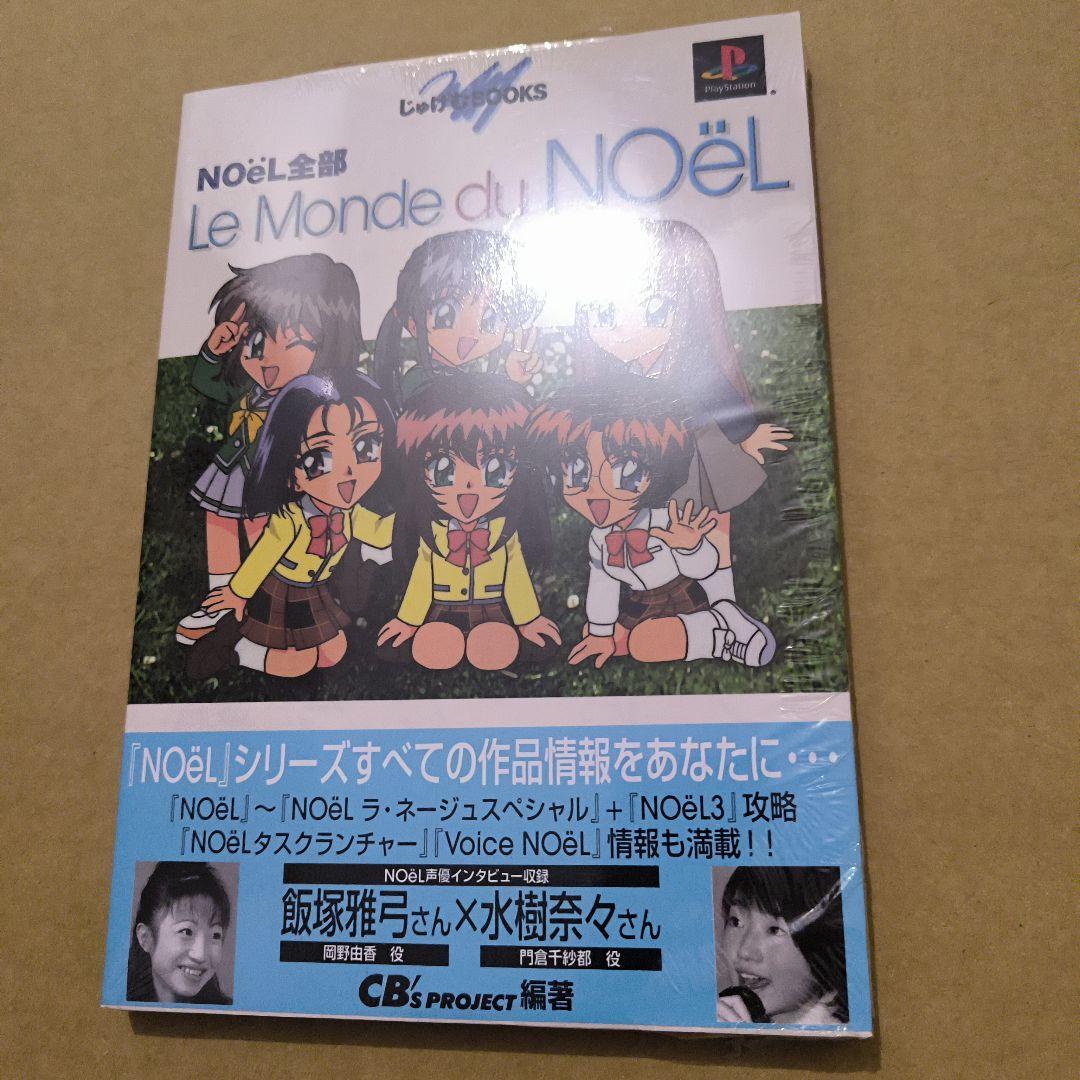 じゅげむBOOKS
PlayStation
NOëL全部
Le Monde du NOëL
『NOëL』シリーズすべての作品情報をあなたに・・・
『NOëL』～『NOëL ラ・ネージュスペシャル』+『NOëL3』攻略
『NOëLタスクランチャー』『Voice NOëL』情報も満載！！
NOëL声優インタビュー収録
飯塚雅弓さん×水樹奈々さん
岡野由香 役
門倉千紗都 役
CB's PROJECT 編著